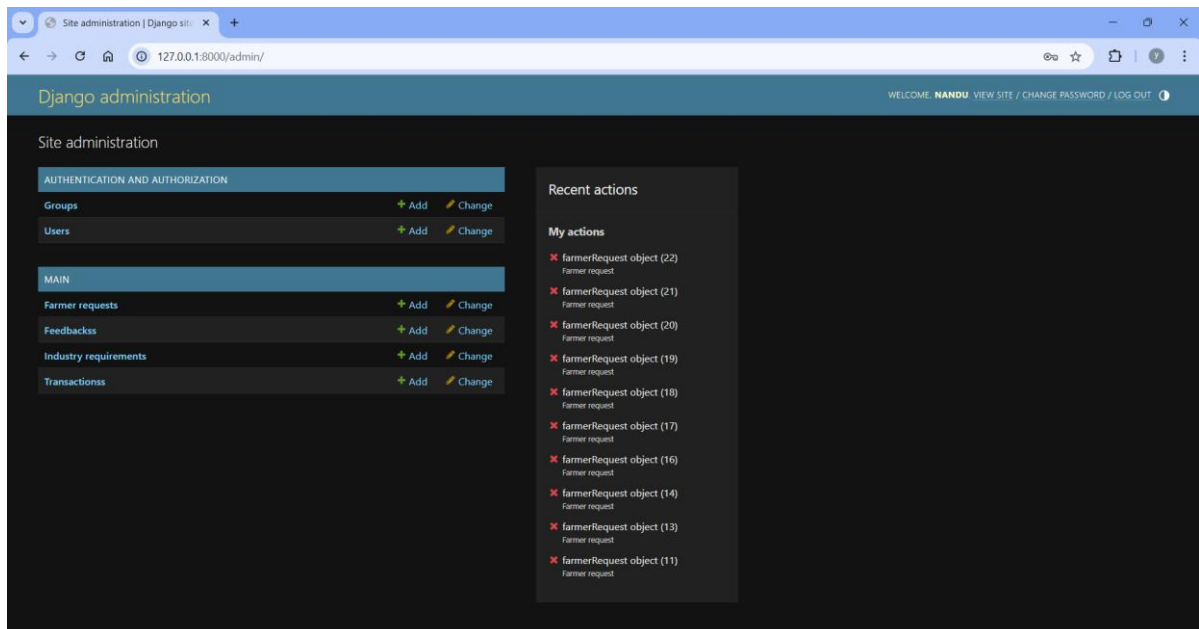 Site administration | Django sit
127.0.0.1:8000/admin/
Django administration
WELCOME, NANDU. VIEW SITE / CHANGE PASSWORD / LOG OUT
Site administration
AUTHENTICATION AND AUTHORIZATION
Groups + Add Change
Users + Add Change
MAIN
Farmer requests + Add Change
Feedbackss + Add Change
Industry requirements + Add Change
Transactionss + Add Change
Recent actions
My actions
farmerRequest object (22)
Farmer request
farmerRequest object (21)
Farmer request
farmerRequest object (20)
Farmer request
farmerRequest object (19)
Farmer request
farmerRequest object (18)
Farmer request
farmerRequest object (17)
Farmer request
farmerRequest object (16)
Farmer request
farmerRequest object (14)
Farmer request
farmerRequest object (13)
Farmer request
farmerRequest object (11)
Farmer request